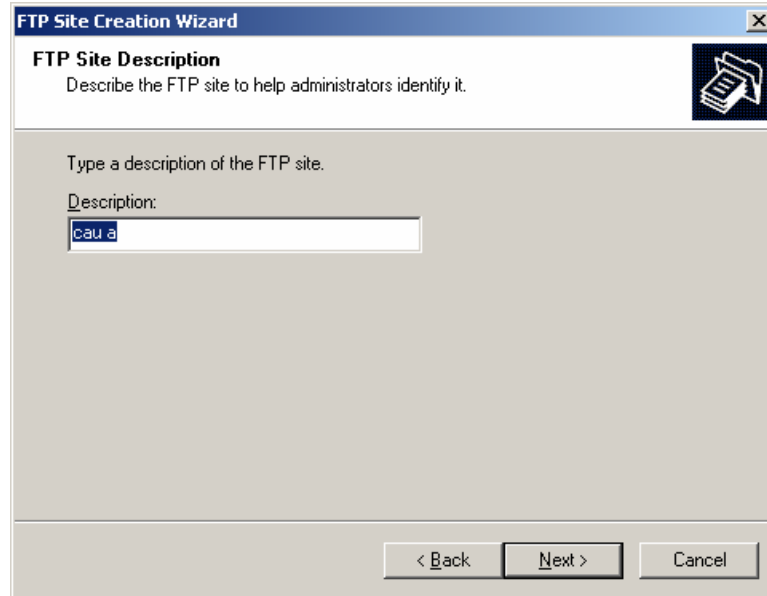 FTP Site Creation Wizard
FTP Site Description
Describe the FTP site to help administrators identify it.
Type a description of the FTP site.
Description:
cau a
< Back
Next >
Cancel